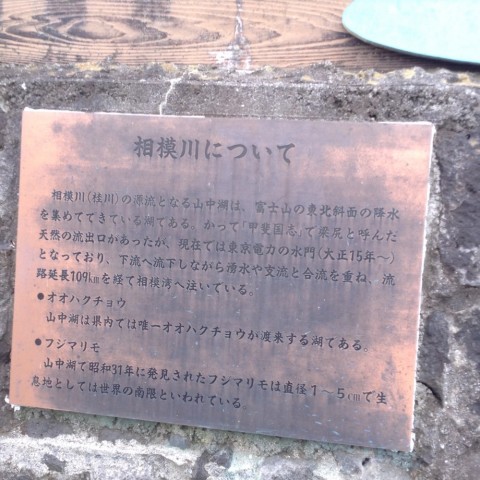 相模川について
相模川(桂川)の源流となる山中湖は、富士山の東北斜面の降水
を集めてできている湖である。かって「甲斐国志」で梁尻と呼んだ
天然の流出口かあったが、現在では東京電力の水門(大正15年~)
となっており、下流へ流下しながら湧水や支流と合流を重ね、流
路延長109kmを経て相模湾へ注いでいる。
●オオハクチョウ
山中湖は県内では唯一オオハクチョウが渡来する湖である。
●フジマリモ
山中湖で昭和31年に発見されたフジマリモは直径1~5cmで生
息地としては世界の南限といわれている。